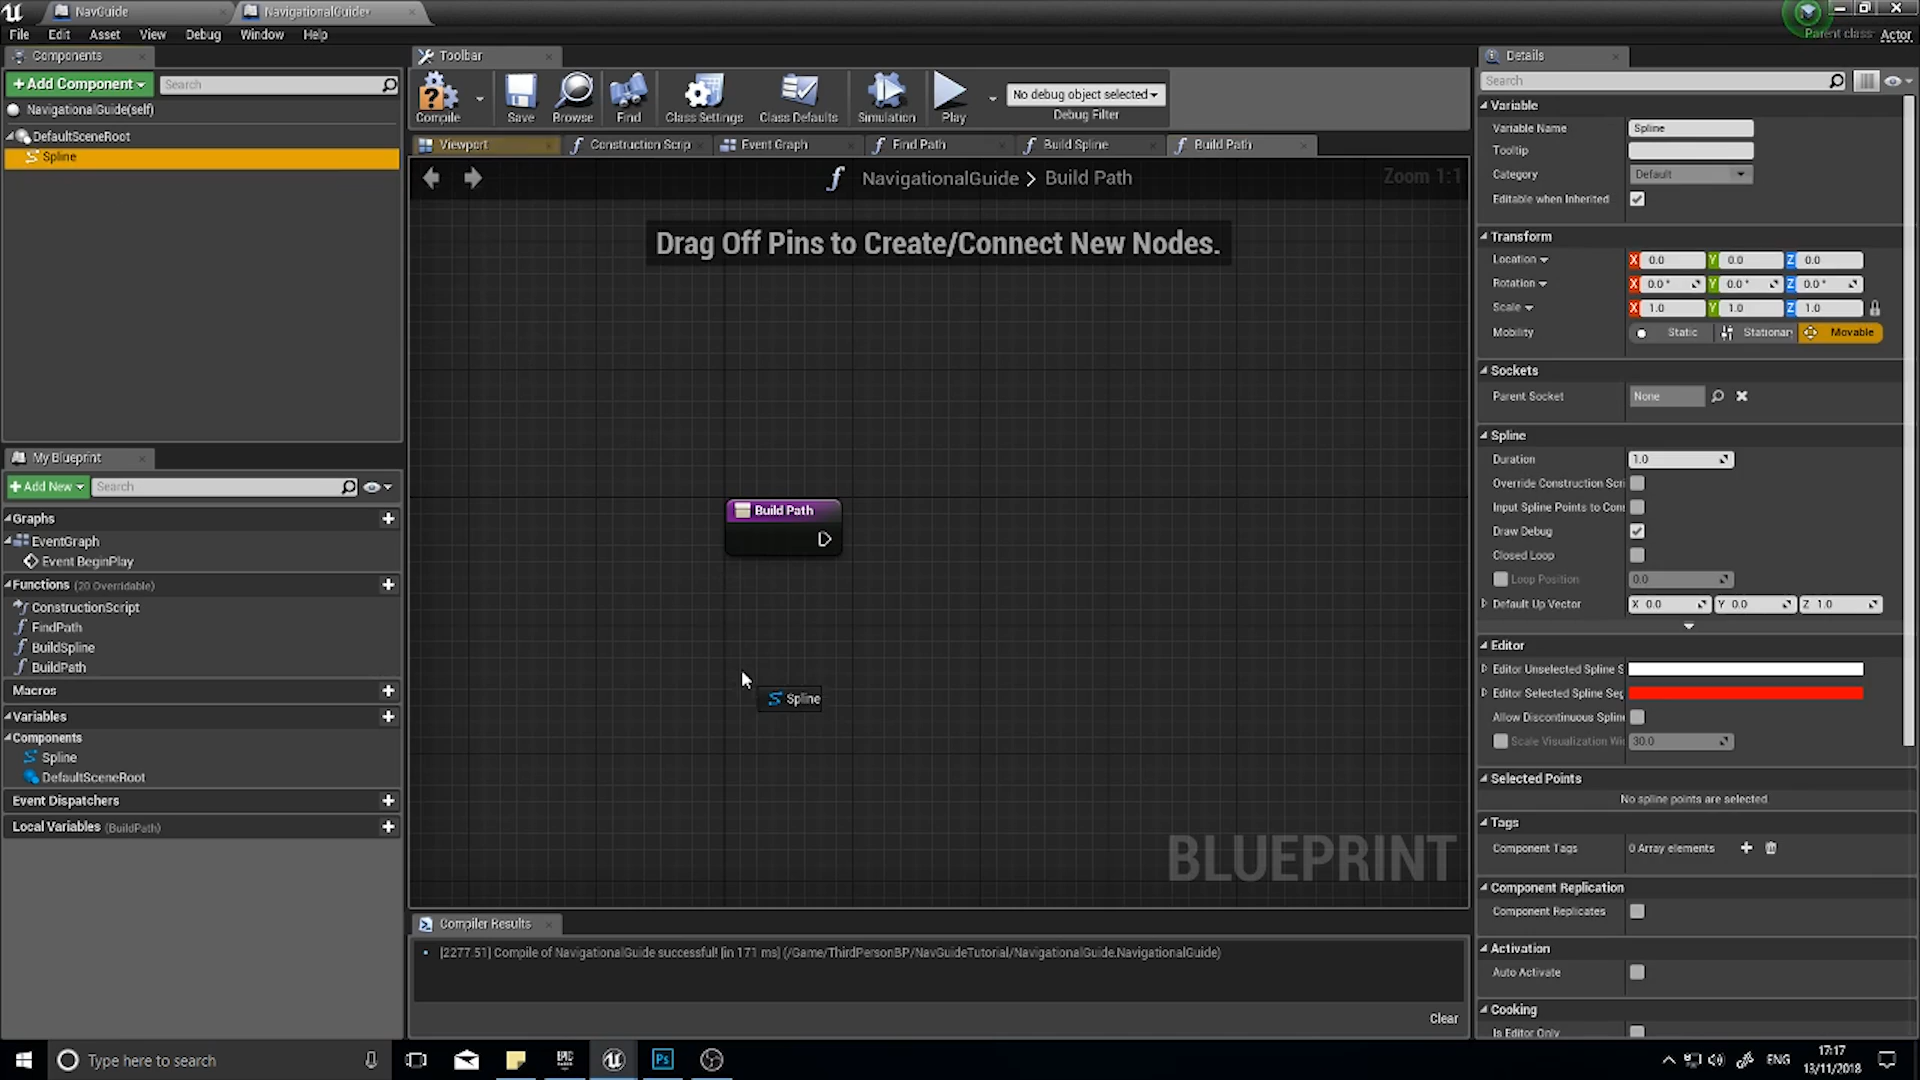 NavGuide
NavigationalGuide*
Parent class: Actor
File Edit Asset View Debug Window Help
Components
+Add Component
Search
NavigationalGuide(self)
DefaultSceneRoot
Spline
My Blueprint
+Add New
Search
Graphs
EventGraph
Event BeginPlay
Functions (20 Overridable)
ConstructionScript
FindPath
BuildSpline
BuildPath
Macros
Variables
Components
Spline
DefaultSceneRoot
Event Dispatchers
Local Variables (BuildPath)
Toolbar
Compile Save Browse Find Class Settings Class Defaults Simulation Play
No debug object selected
Debug Filter
Viewport
Construction Scrip
Event Graph
Find Path
Build Spline
Build Path
NavigationalGuide > Build Path
Zoom 1:1
Drag Off Pins to Create/Connect New Nodes.
Build Path
Spline
BLUEPRINT
Compiler Results
[2277.51] Compile of NavigationalGuide successful! [in 171 ms] (/Game/ThirdPersonBP/NavGuideTutorial/NavigationalGuide.NavigationalGuide)
Clear
Details
Search
Variable
Variable Name Spline
Tooltip
Category Default
Editable when Inherited
Transform
Location X 0.0 Y 0.0 Z 0.0
Rotation X 0.0° Y 0.0° Z 0.0°
Scale X 1.0 Y 1.0 Z 1.0
Mobility Static Stationary Movable
Sockets
Parent Socket None
Spline
Duration 1.0
Override Construction Scri
Input Spline Points to Con
Draw Debug
Closed Loop
Loop Position 0.0
Default Up Vector X 0.0 Y 0.0 Z 1.0
Editor
Editor Unselected Spline S
Editor Selected Spline Seg
Allow Discontinuous Spline
Scale Visualization Wi 30.0
Selected Points
No spline points are selected
Tags
Component Tags 0 Array elements
Component Replication
Component Replicates
Activation
Auto Activate
Cooking
Is Editor Only
Type here to search
EPIC
Ps
ENG
17:17
13/11/2018